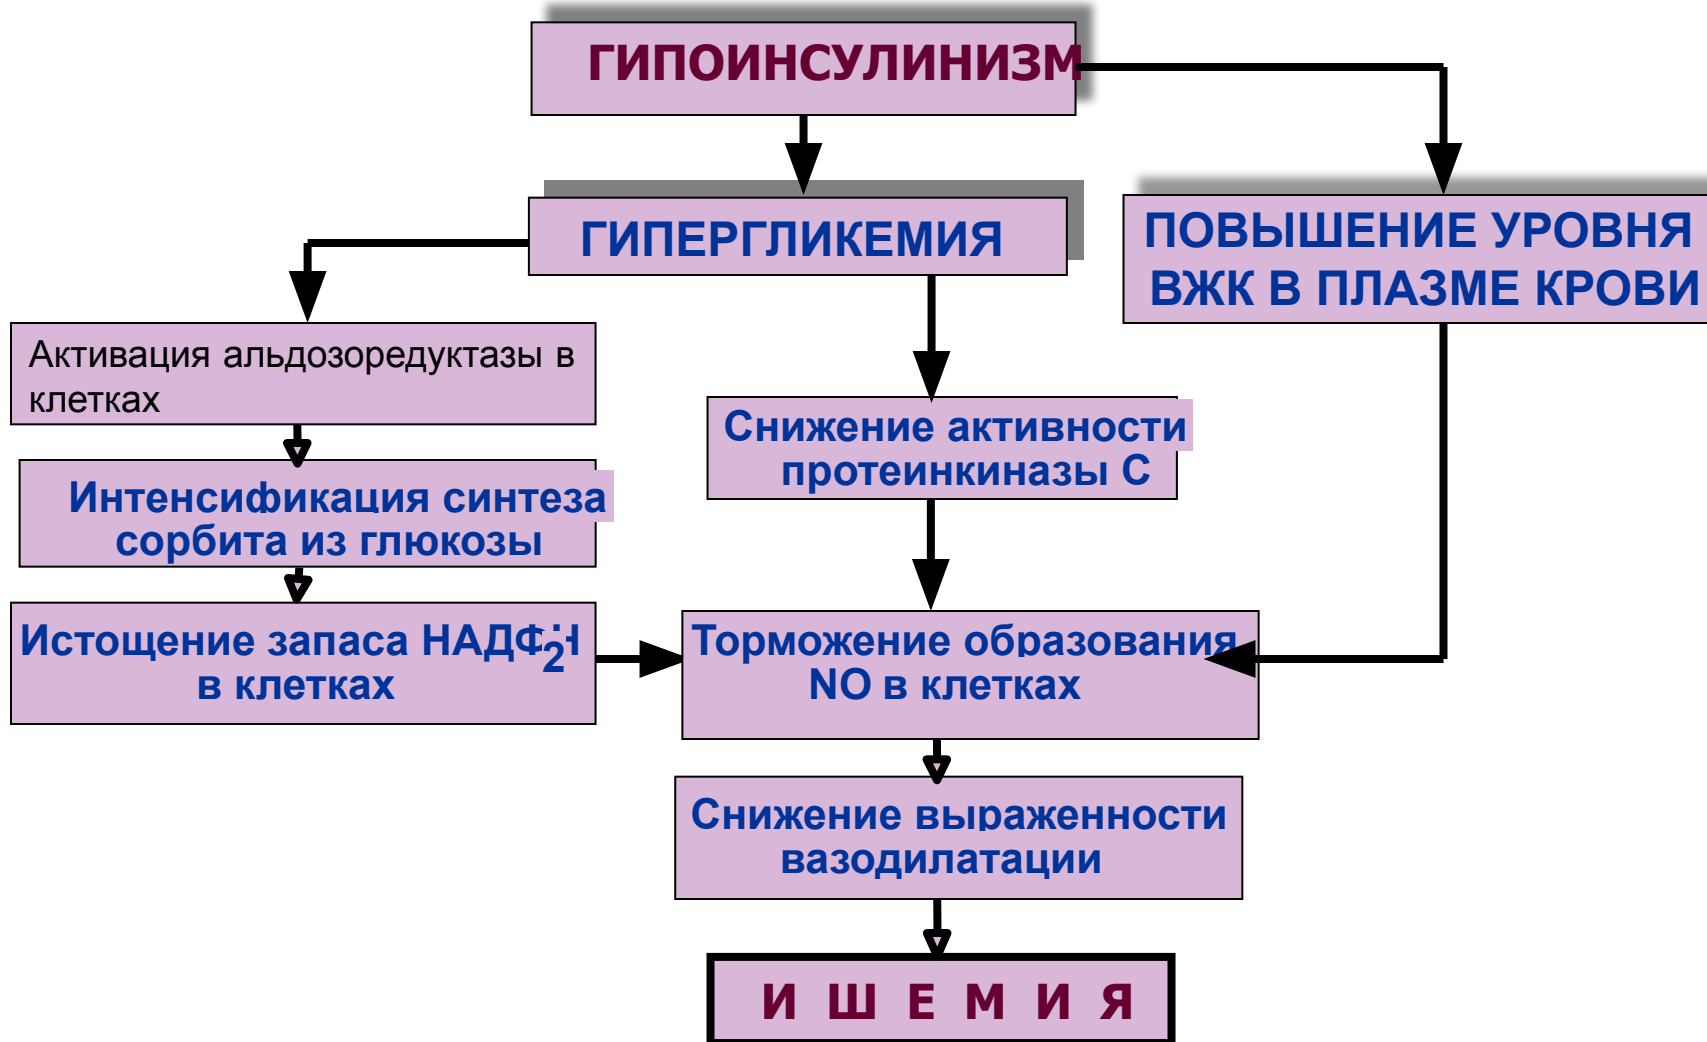 ГИПОИНСУЛИНИЗМ
ГИПЕРГЛИКЕМИЯ
ПОВЫШЕНИЕ УРОВНЯ
ВЖК В ПЛАЗМЕ КРОВИ
Активация альдозоредуктазы в
клетках
Снижение активности
протеинкиназы С
Интенсификация синтеза
сорбита из глюкозы
Истощение запаса НАДФН2
в клетках
Торможение образования
NO в клетках
Снижение выраженности
вазодилатации
И Ш Е М И Я